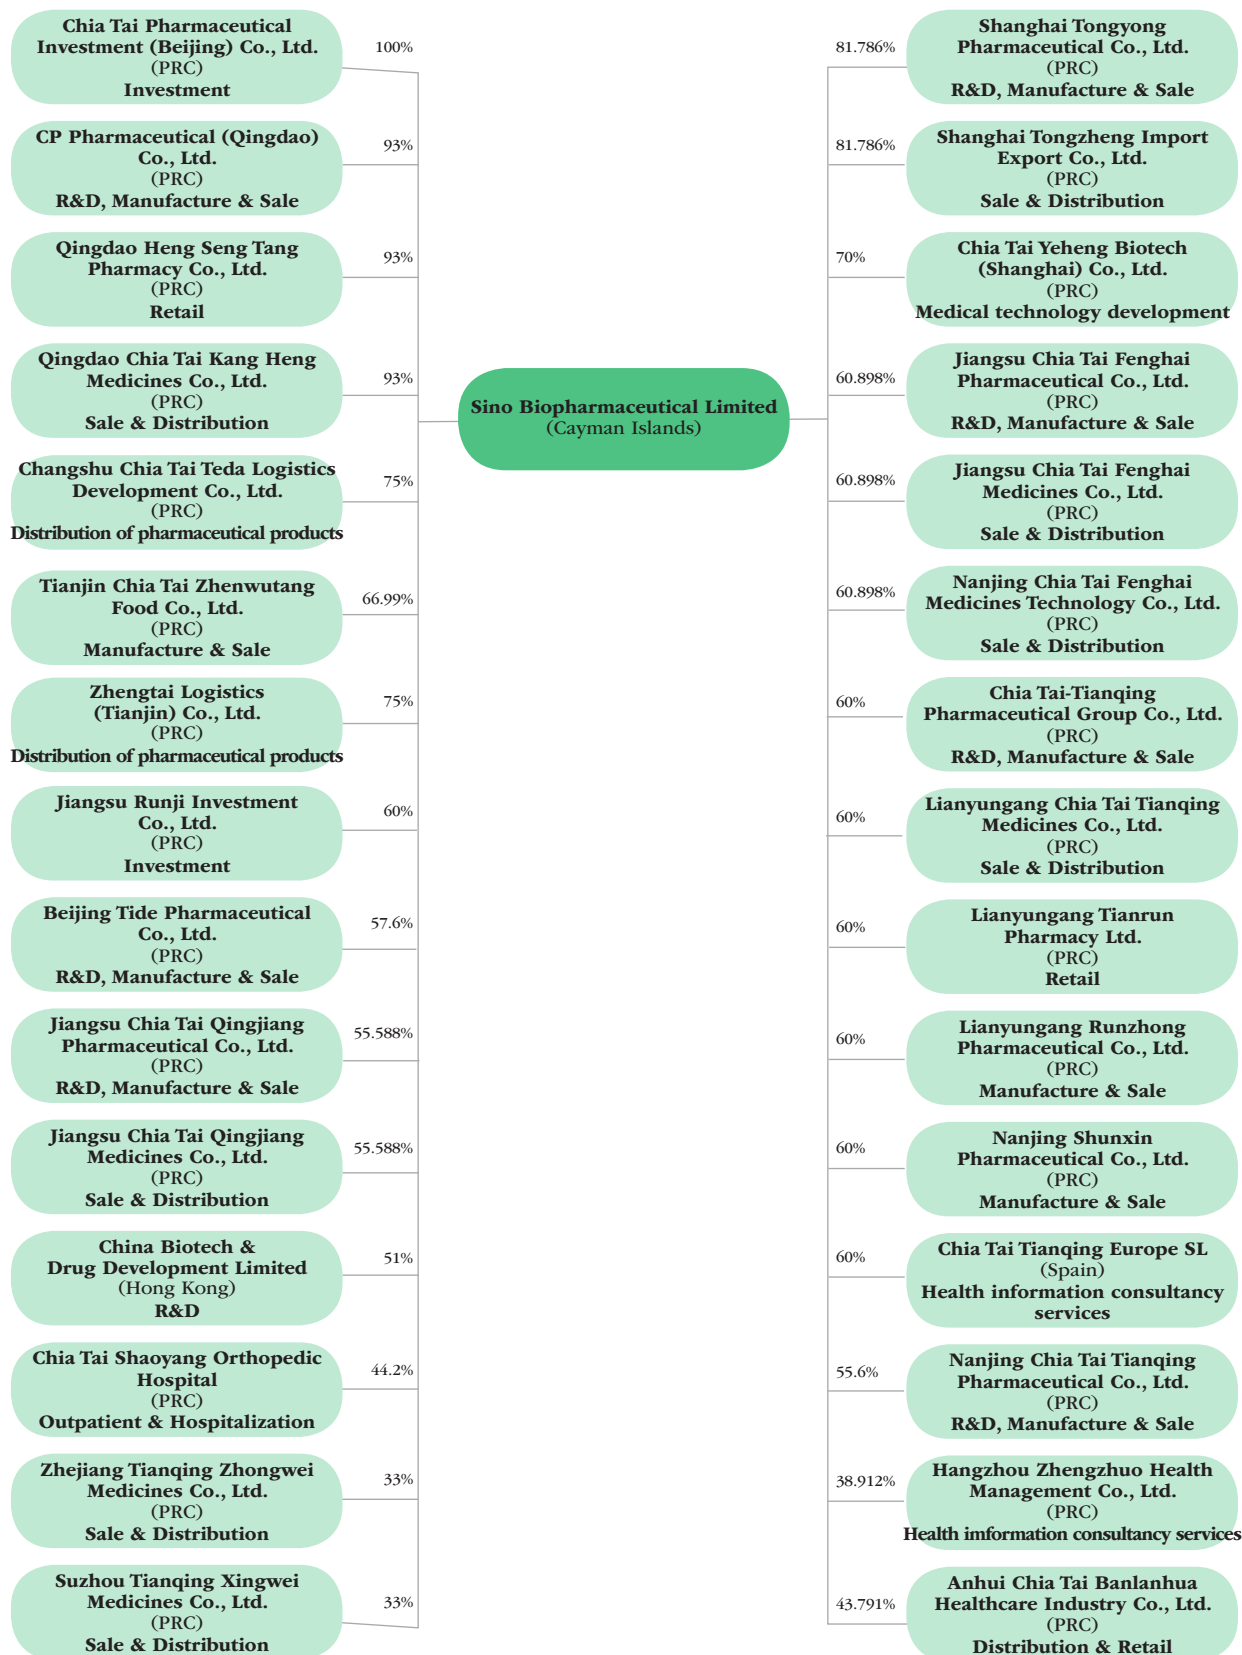 Chia Tai Pharmaceutical
Investment (Beijing) Co., Ltd.
(PRC)
Investment
100%
CP Pharmaceutical (Qingdao)
Co., Ltd.
(PRC)
R&D, Manufacture & Sale
93%
Qingdao Heng Seng Tang
Pharmacy Co., Ltd.
(PRC)
Retail
93%
Qingdao Chia Tai Kang Heng
Medicines Co., Ltd.
(PRC)
Sale & Distribution
93%
Changshu Chia Tai Teda Logistics
Development Co., Ltd.
(PRC)
Distribution of pharmaceutical products
75%
Tianjin Chia Tai Zhenwutang
Food Co., Ltd.
(PRC)
Manufacture & Sale
66.99%
Zhengtai Logistics
(Tianjin) Co., Ltd.
(PRC)
Distribution of pharmaceutical products
75%
Jiangsu Runji Investment
Co., Ltd.
(PRC)
Investment
60%
Beijing Tide Pharmaceutical
Co., Ltd.
(PRC)
R&D, Manufacture & Sale
57.6%
Jiangsu Chia Tai Qingjiang
Pharmaceutical Co., Ltd.
(PRC)
R&D, Manufacture & Sale
55.588%
Jiangsu Chia Tai Qingjiang
Medicines Co., Ltd.
(PRC)
Sale & Distribution
55.588%
China Biotech &
Drug Development Limited
(Hong Kong)
R&D
51%
Chia Tai Shaoyang Orthopedic
Hospital
(PRC)
Outpatient & Hospitalization
44.2%
Zhejiang Tianqing Zhongwei
Medicines Co., Ltd.
(PRC)
Sale & Distribution
33%
Suzhou Tianqing Xingwei
Medicines Co., Ltd.
(PRC)
Sale & Distribution
33%
Sino Biopharmaceutical Limited
(Cayman Islands)
81.786%
Shanghai Tongyong
Pharmaceutical Co., Ltd.
(PRC)
R&D, Manufacture & Sale
81.786%
Shanghai Tongzheng Import
Export Co., Ltd.
(PRC)
Sale & Distribution
70%
Chia Tai Yeheng Biotech
(Shanghai) Co., Ltd.
(PRC)
Medical technology development
60.898%
Jiangsu Chia Tai Fenghai
Pharmaceutical Co., Ltd.
(PRC)
R&D, Manufacture & Sale
60.898%
Jiangsu Chia Tai Fenghai
Medicines Co., Ltd.
(PRC)
Sale & Distribution
60.898%
Nanjing Chia Tai Fenghai
Medicines Technology Co., Ltd.
(PRC)
Sale & Distribution
60%
Chia Tai-Tianqing
Pharmaceutical Group Co., Ltd.
(PRC)
R&D, Manufacture & Sale
60%
Lianyungang Chia Tai Tianqing
Medicines Co., Ltd.
(PRC)
Sale & Distribution
60%
Lianyungang Tianrun
Pharmacy Ltd.
(PRC)
Retail
60%
Lianyungang Runzhong
Pharmaceutical Co., Ltd.
(PRC)
Manufacture & Sale
60%
Nanjing Shunxin
Pharmaceutical Co., Ltd.
(PRC)
Manufacture & Sale
60%
Chia Tai Tianqing Europe SL
(Spain)
Health information consultancy
services
55.6%
Nanjing Chia Tai Tianqing
Pharmaceutical Co., Ltd.
(PRC)
R&D, Manufacture & Sale
38.912%
Hangzhou Zhengzhuo Health
Management Co., Ltd.
(PRC)
Health imformation consultancy services
43.791%
Anhui Chia Tai Banlanhua
Healthcare Industry Co., Ltd.
(PRC)
Distribution & Retail